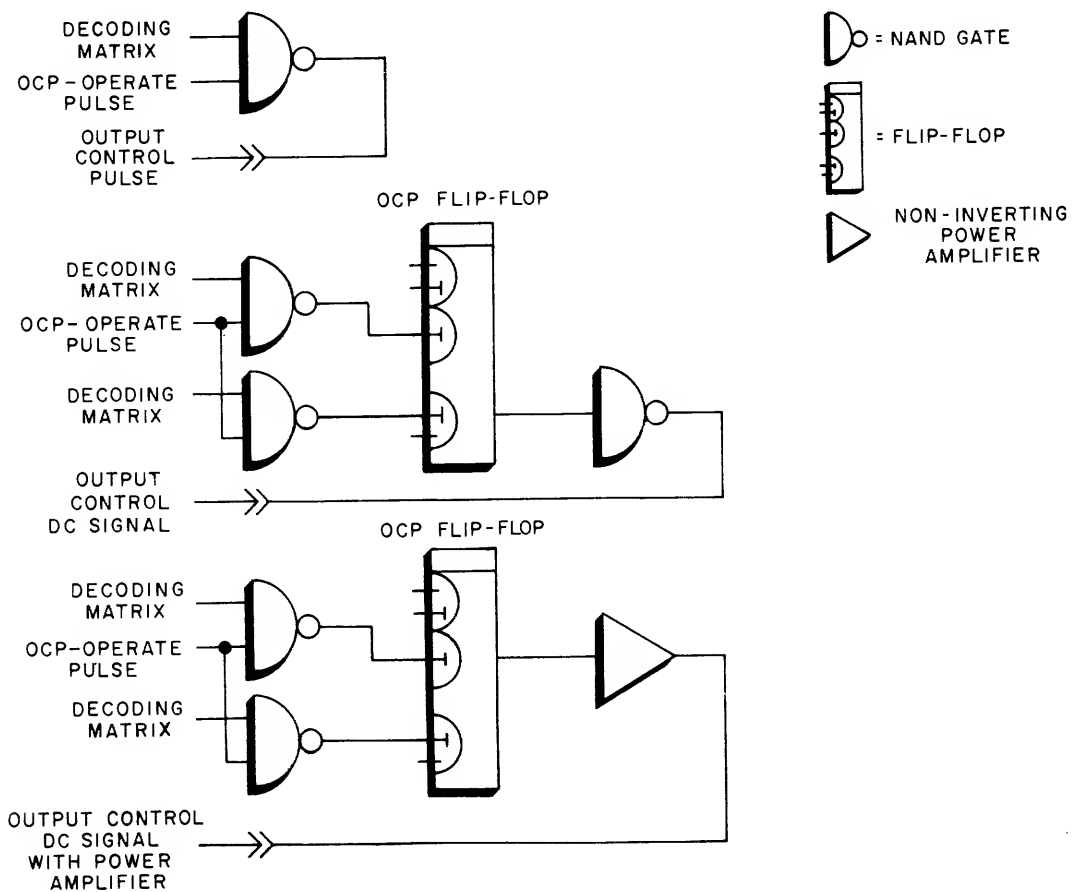 DECODING
MATRIX
OCP-OPERATE
PULSE
OUTPUT
CONTROL
PULSE
= NAND GATE
= FLIP-FLOP
NON-INVERTING
POWER
AMPLIFIER
OCP FLIP-FLOP
DECODING
MATRIX
OCP-OPERATE
PULSE
DECODING
MATRIX
OUTPUT
CONTROL
DC SIGNAL
OCP FLIP-FLOP
DECODING
MATRIX
OCP-OPERATE
PULSE
DECODING
MATRIX
OUTPUT CONTROL
DC SIGNAL
WITH POWER
AMPLIFIER